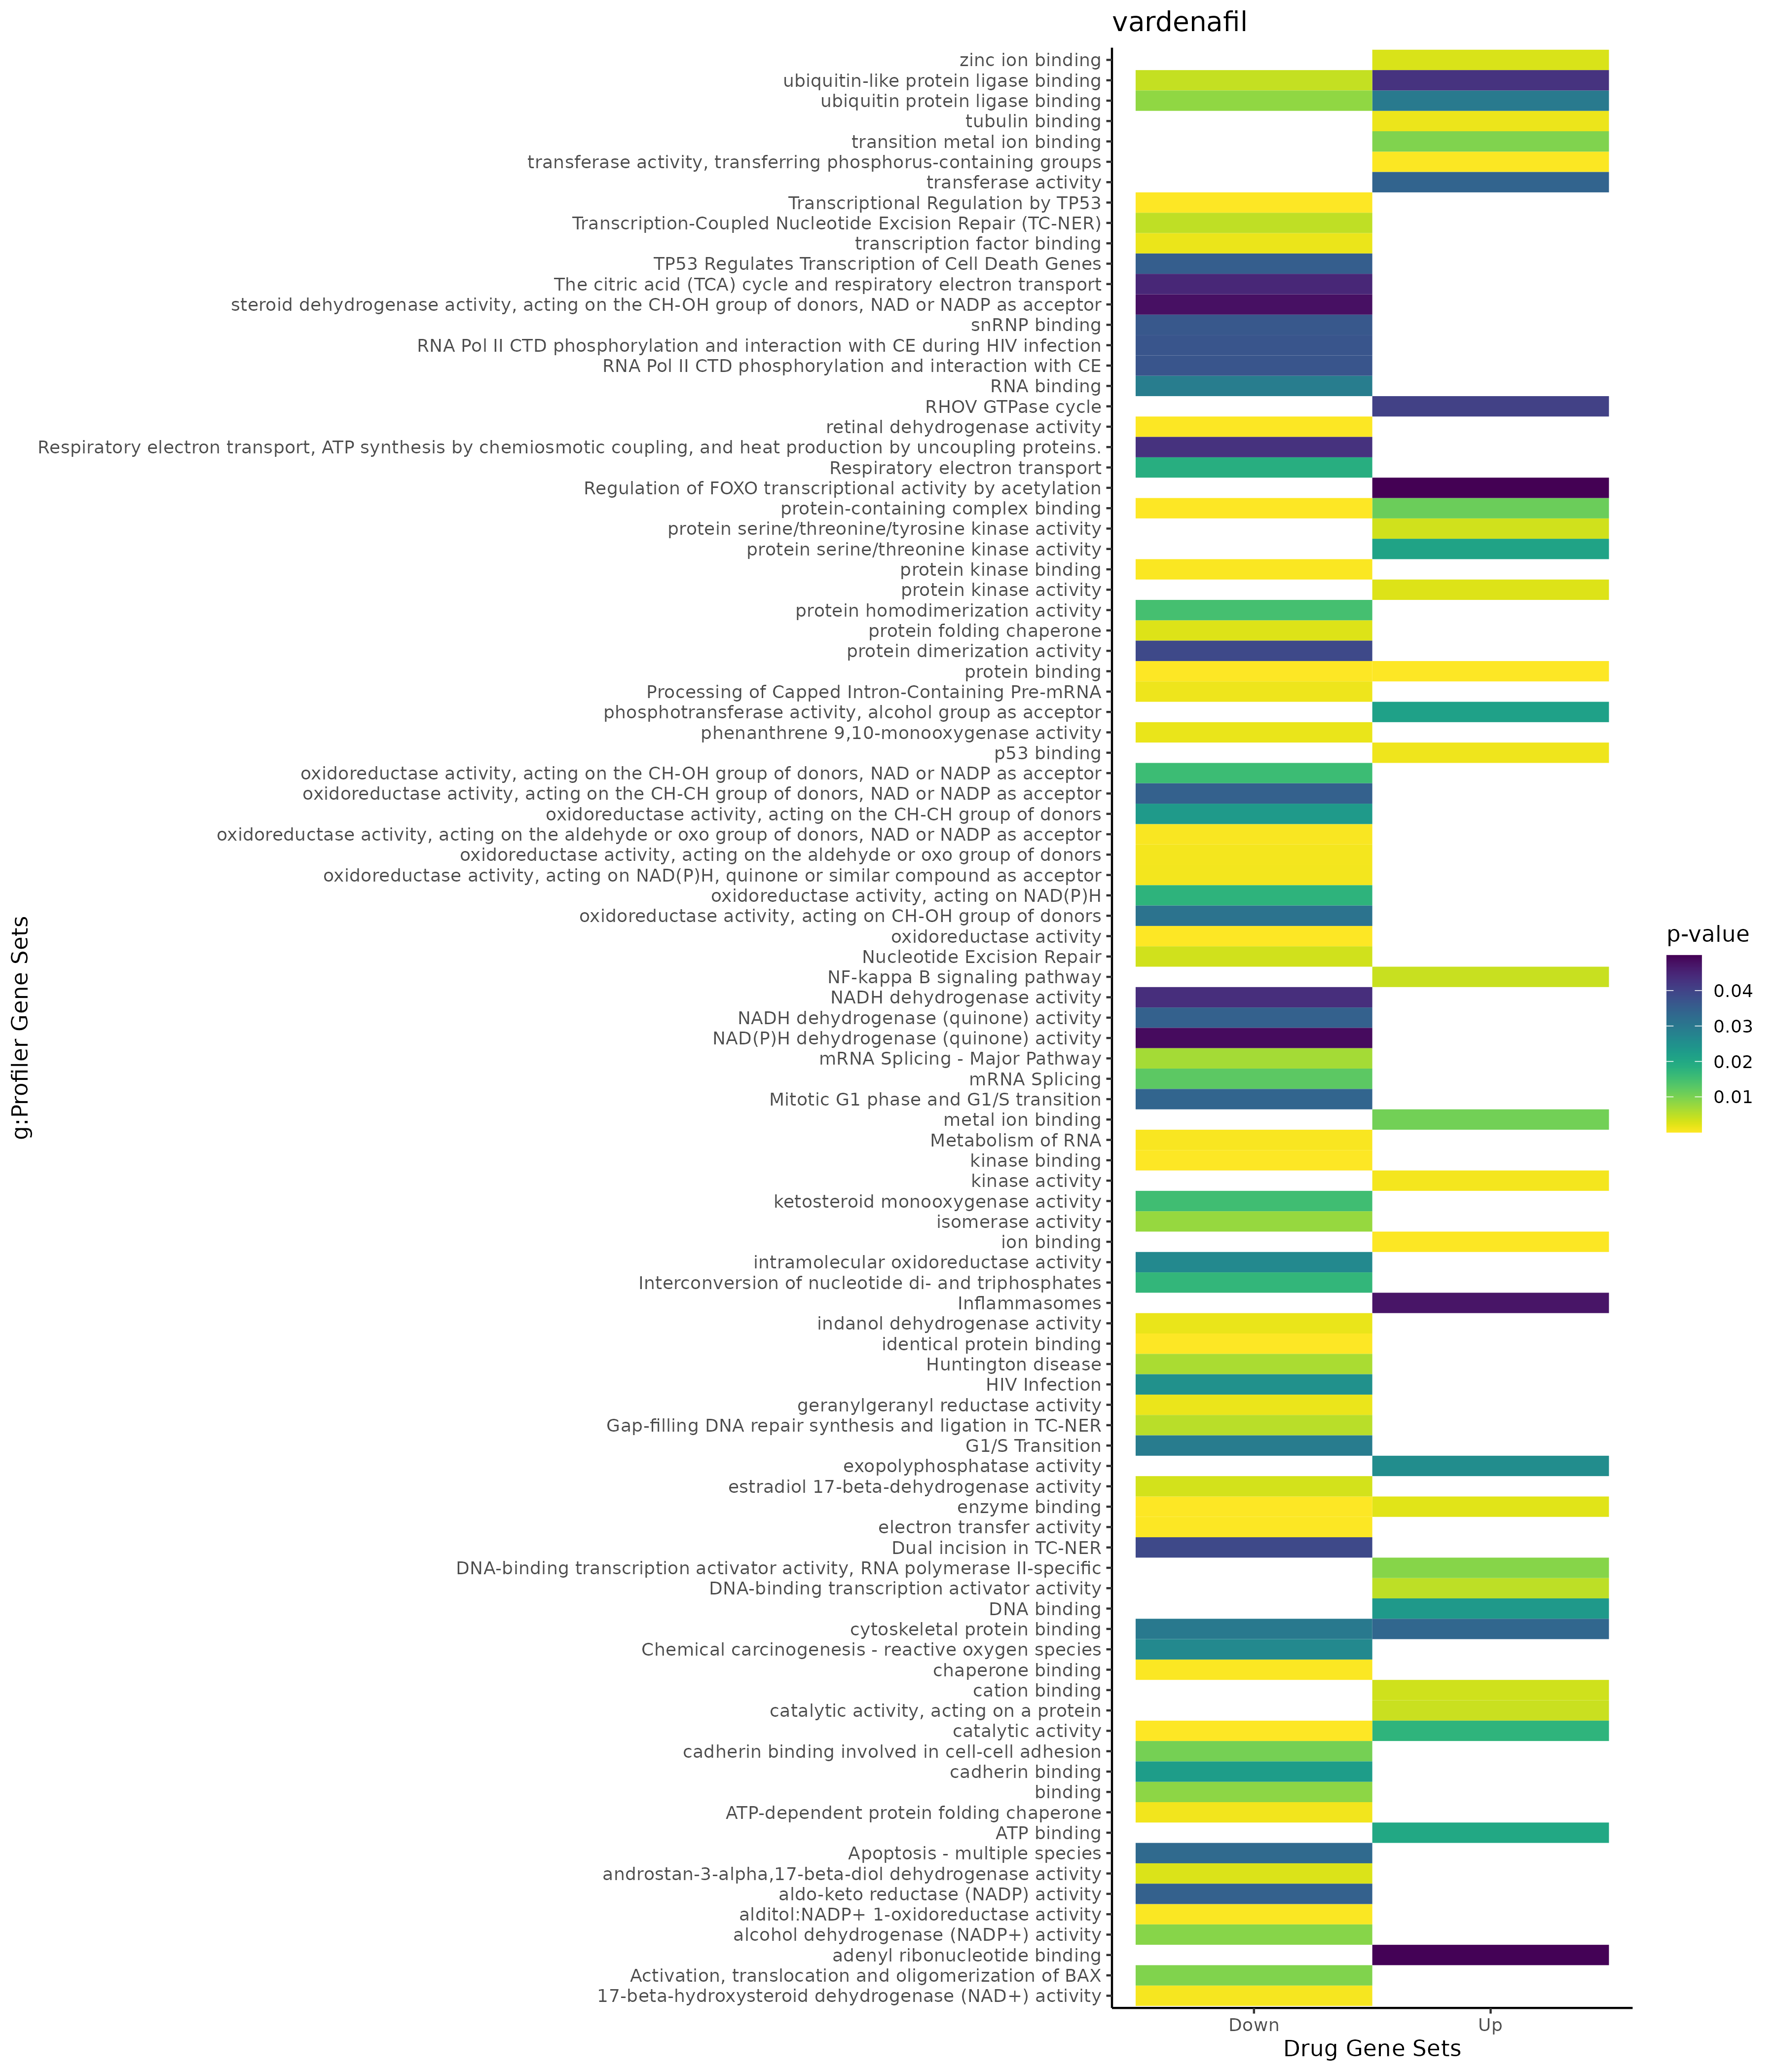 vardenafil
zinc ion binding
ubiquitin-like protein ligase binding
ubiquitin protein ligase binding
tubulin binding
transition metal ion binding
transferase activity, transferring phosphorus-containing groups
transferase activity
Transcriptional Regulation by TP53
Transcription-Coupled Nucleotide Excision Repair (TC-NER)
transcription factor binding
TP53 Regulates Transcription of Cell Death Genes
The citric acid (TCA) cycle and respiratory electron transport
steroid dehydrogenase activity, acting on the CH-OH group of donors, NAD or NADP as acceptor
snRNP binding
RNA Pol II CTD phosphorylation and interaction with CE during HIV infection
RNA Pol II CTD phosphorylation and interaction with CE
RNA binding
RHOV GTPase cycle
retinal dehydrogenase activity
Respiratory electron transport, ATP synthesis by chemiosmotic coupling, and heat production by uncoupling proteins.
Respiratory electron transport
Regulation of FOXO transcriptional activity by acetylation
protein-containing complex binding
protein serine/threonine/tyrosine kinase activity
protein serine/threonine kinase activity
protein kinase binding
protein kinase activity
protein homodimerization activity
protein folding chaperone
protein dimerization activity
protein binding
Processing of Capped Intron-Containing Pre-mRNA
phosphotransferase activity, alcohol group as acceptor
phenanthrene 9,10-monooxygenase activity
p53 binding
oxidoreductase activity, acting on the CH-OH group of donors, NAD or NADP as acceptor
oxidoreductase activity, acting on the CH-CH group of donors, NAD or NADP as acceptor
oxidoreductase activity, acting on the CH-CH group of donors
oxidoreductase activity, acting on the aldehyde or oxo group of donors, NAD or NADP as acceptor
oxidoreductase activity, acting on the aldehyde or oxo group of donors
oxidoreductase activity, acting on NAD(P)H, quinone or similar compound as acceptor
oxidoreductase activity, acting on NAD(P)H
oxidoreductase activity, acting on CH-OH group of donors
oxidoreductase activity
Nucleotide Excision Repair
NF-kappa B signaling pathway
NADH dehydrogenase activity
NADH dehydrogenase (quinone) activity
NAD(P)H dehydrogenase (quinone) activity
mRNA Splicing - Major Pathway
mRNA Splicing
Mitotic G1 phase and G1/S transition
metal ion binding
Metabolism of RNA
kinase binding
kinase activity
ketosteroid monooxygenase activity
isomerase activity
ion binding
intramolecular oxidoreductase activity
Interconversion of nucleotide di- and triphosphates
Inflammasomes
indanol dehydrogenase activity
identical protein binding
Huntington disease
HIV Infection
geranylgeranyl reductase activity
Gap-filling DNA repair synthesis and ligation in TC-NER
G1/S Transition
exopolyphosphatase activity
estradiol 17-beta-dehydrogenase activity
enzyme binding
electron transfer activity
Dual incision in TC-NER
DNA-binding transcription activator activity, RNA polymerase II-specific
DNA-binding transcription activator activity
DNA binding
cytoskeletal protein binding
Chemical carcinogenesis - reactive oxygen species
chaperone binding
cation binding
catalytic activity, acting on a protein
catalytic activity
cadherin binding involved in cell-cell adhesion
cadherin binding
binding
ATP-dependent protein folding chaperone
ATP binding
Apoptosis - multiple species
androstan-3-alpha,17-beta-diol dehydrogenase activity
aldo-keto reductase (NADP) activity
alditol:NADP+ 1-oxidoreductase activity
alcohol dehydrogenase (NADP+) activity
adenyl ribonucleotide binding
Activation, translocation and oligomerization of BAX
17-beta-hydroxysteroid dehydrogenase (NAD+) activity
g:Profiler Gene Sets
Down
Up
Drug Gene Sets
p-value
0.04
0.03
0.02
0.01